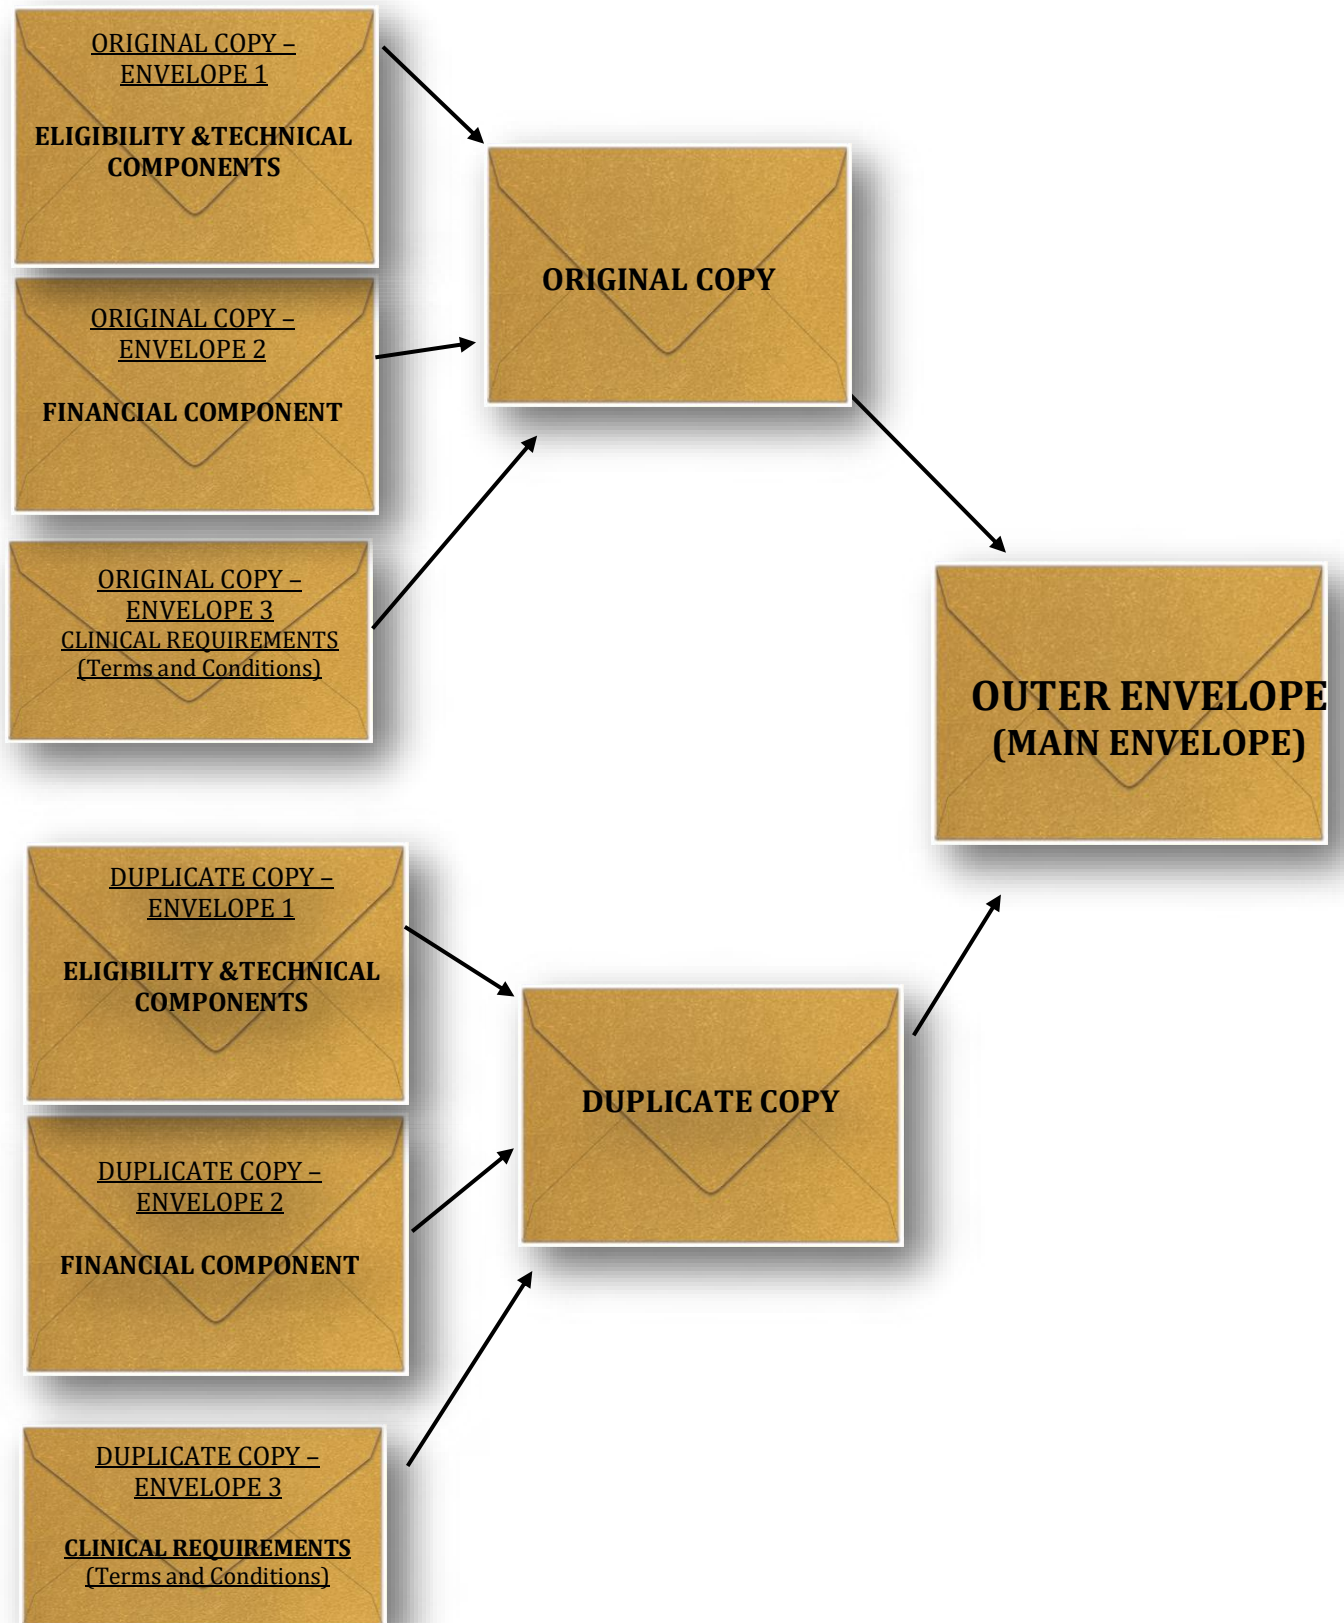 ORIGINAL COPY –
ENVELOPE 1
ELIGIBILITY &TECHNICAL
COMPONENTS
ORIGINAL COPY –
ENVELOPE 2
FINANCIAL COMPONENT
ORIGINAL COPY –
ENVELOPE 3
CLINICAL REQUIREMENTS
(Terms and Conditions)
ORIGINAL COPY
OUTER ENVELOPE
(MAIN ENVELOPE)
DUPLICATE COPY –
ENVELOPE 1
ELIGIBILITY &TECHNICAL
COMPONENTS
DUPLICATE COPY –
ENVELOPE 2
FINANCIAL COMPONENT
DUPLICATE COPY –
ENVELOPE 3
CLINICAL REQUIREMENTS
(Terms and Conditions)
DUPLICATE COPY